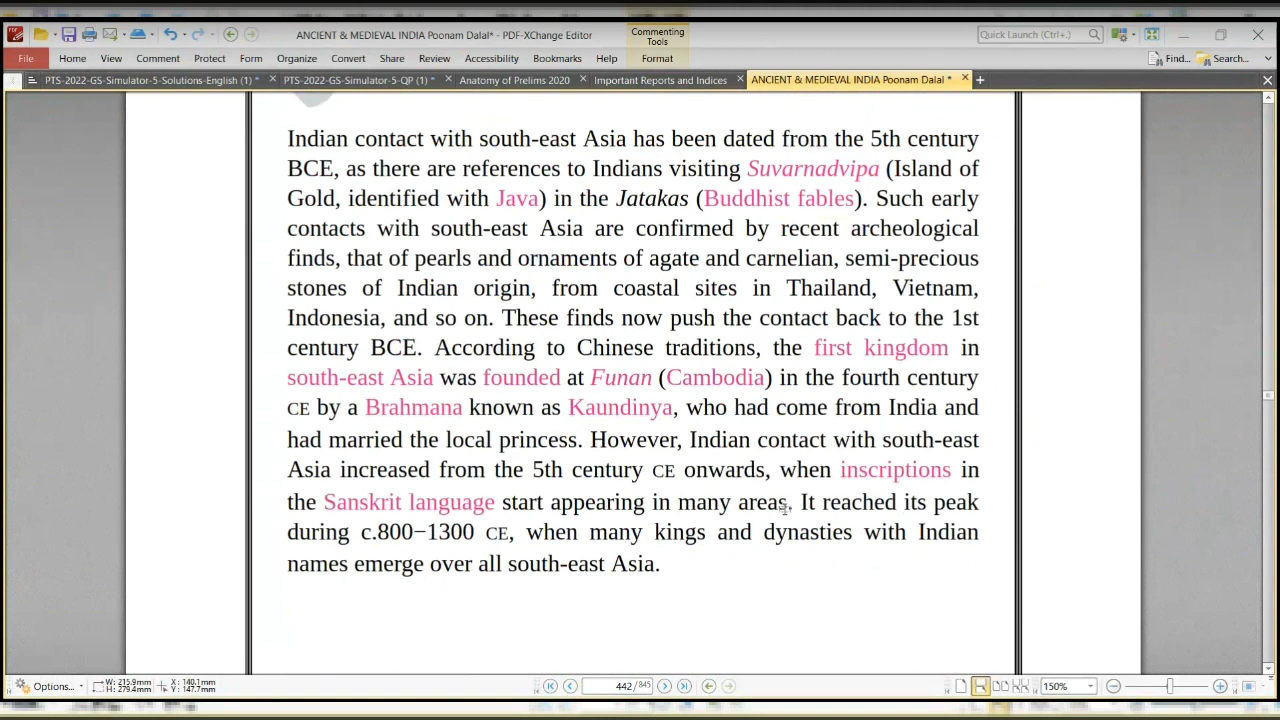 ANCIENT & MEDIEVAL INDIA Poonam Dalal* - PDF-XChange Editor
Commenting Tools
Quick Launch (Ctrl+.)
File Home View Comment Protect Form Organize Convert Share Review Accessibility Bookmarks Help Format Find... Search...
PTS-2022-GS-Simulator-5-Solutions-English (1) * PTS-2022-GS-Simulator-5-QP (1) * Anatomy of Prelims 2020 Important Reports and Indices ANCIENT & MEDIEVAL INDIA Poonam Dalal *
Indian contact with south-east Asia has been dated from the 5th century
BCE, as there are references to Indians visiting Suvarnadvipa (Island of
Gold, identified with Java) in the Jatakas (Buddhist fables). Such early
contacts with south-east Asia are confirmed by recent archeological
finds, that of pearls and ornaments of agate and carnelian, semi-precious
stones of Indian origin, from coastal sites in Thailand, Vietnam,
Indonesia, and so on. These finds now push the contact back to the 1st
century BCE. According to Chinese traditions, the first kingdom in
south-east Asia was founded at Funan (Cambodia) in the fourth century
CE by a Brahmana known as Kaundinya, who had come from India and
had married the local princess. However, Indian contact with south-east
Asia increased from the 5th century CE onwards, when inscriptions in
the Sanskrit language start appearing in many areas. It reached its peak
during c.800−1300 CE, when many kings and dynasties with Indian
names emerge over all south-east Asia.
Options... W: 215.9mm X: 140.1mm 442 / 845 150%
H: 279.4mm Y: 147.7mm